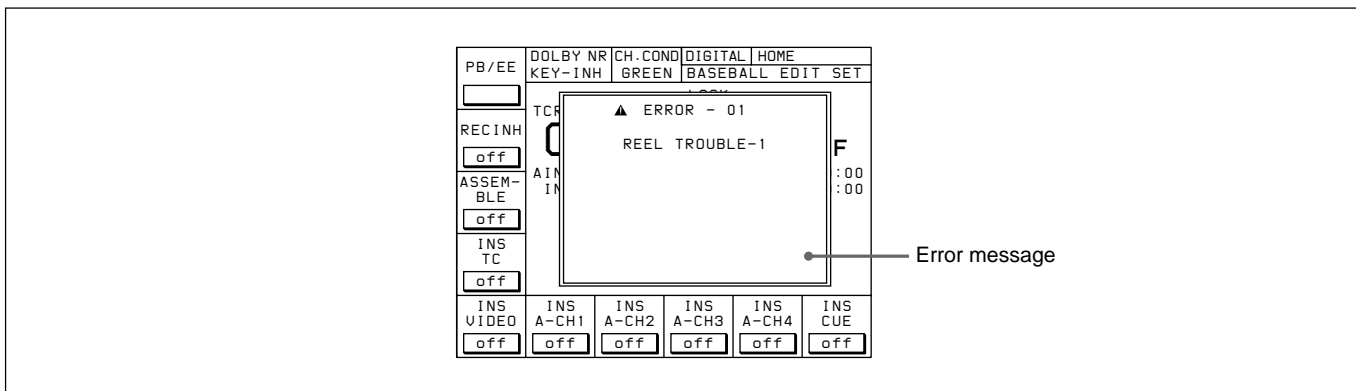 PB/EE
DOLBY NR CH.COND DIGITAL HOME
KEY-INH GREEN BASEBALL EDIT SET
TCR
⚠ ERROR - 01
REEL TROUBLE-1
F
RECINH
off
AIN :00
IN :00
ASSEM-
BLE
off
INS
TC
off
Error message
INS INS INS INS INS INS
VIDEO A-CH1 A-CH2 A-CH3 A-CH4 CUE
off off off off off off